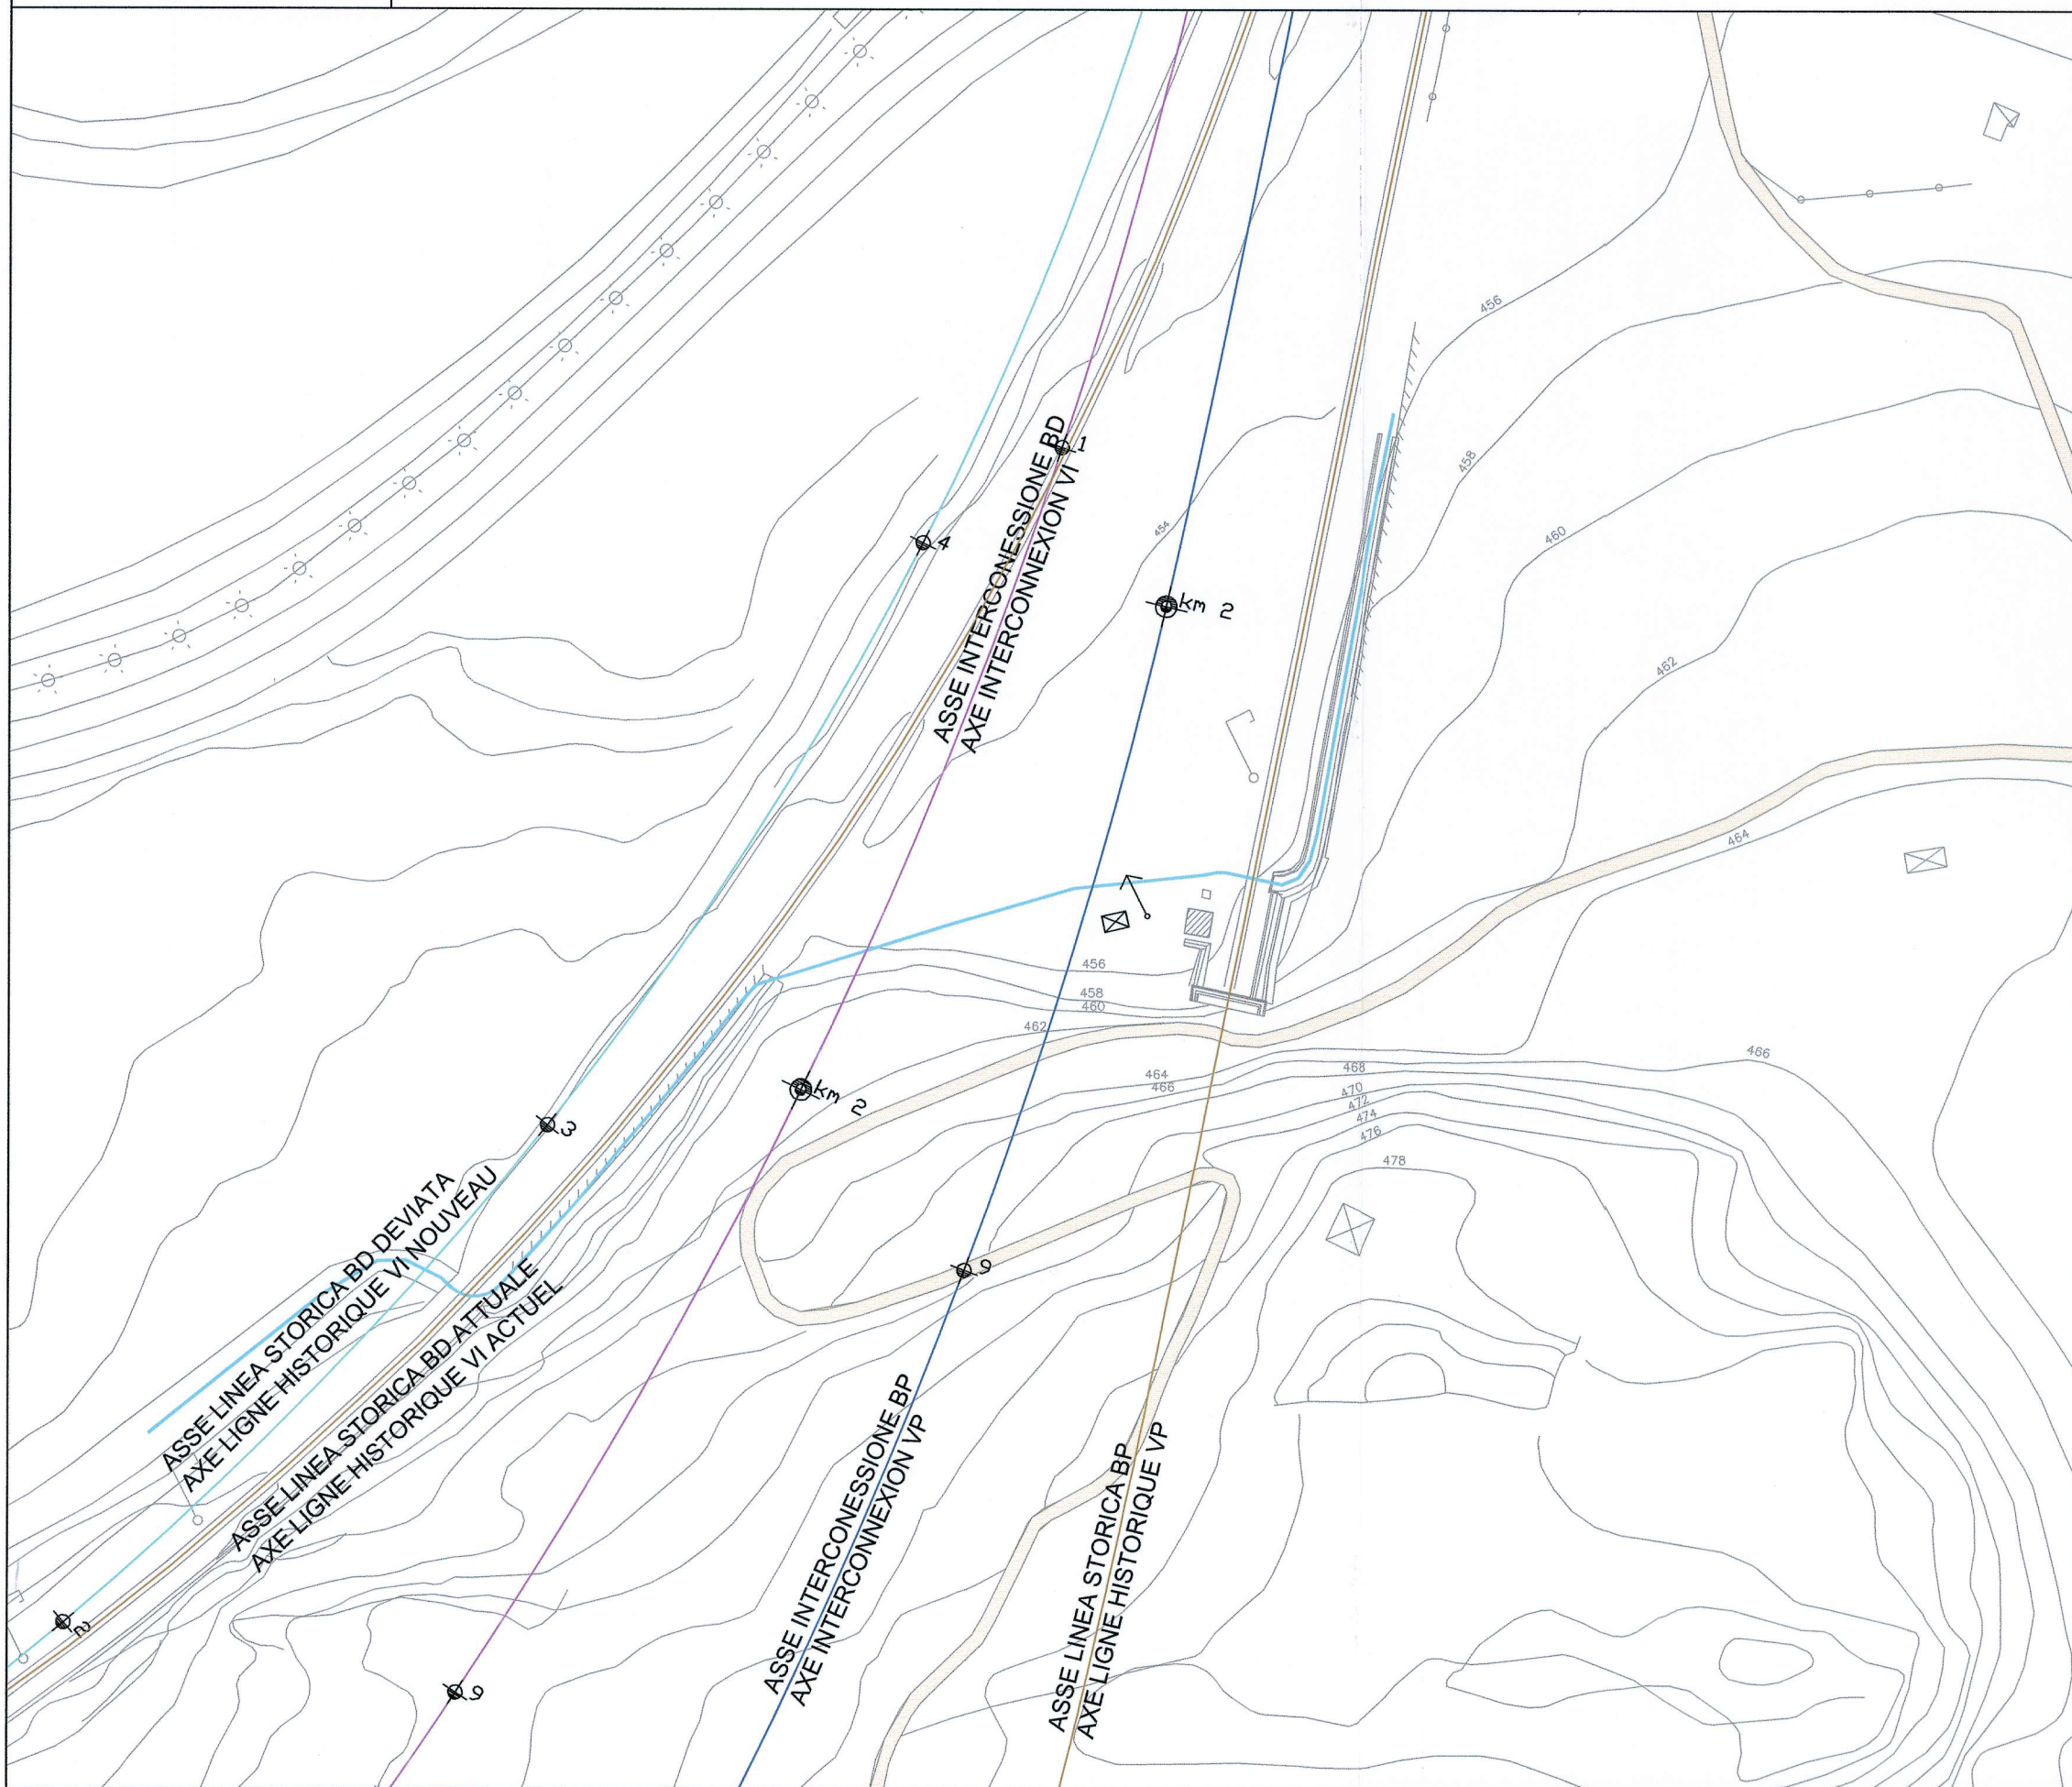 456
1
ASSE INTERCONESSIONE BD
AXE INTERCONNEXION VI
458
454
4
460
km 2
462
464
456
458
460
462
466
464
468
466
km 2
470
472
3
474
476
478
ASSE LINEA STORICA BD DEVIATA
AXE LIGNE HISTORIQUE VI NOUVEAU
9
ASSE LINEA STORICA BD ATTUALE
AXE LIGNE HISTORIQUE VI ACTUEL
ASSE INTERCONESSIONE BP
AXE INTERCONNEXION VP
ASSE LINEA STORICA BP
AXE LIGNE HISTORIQUE VP
2
9